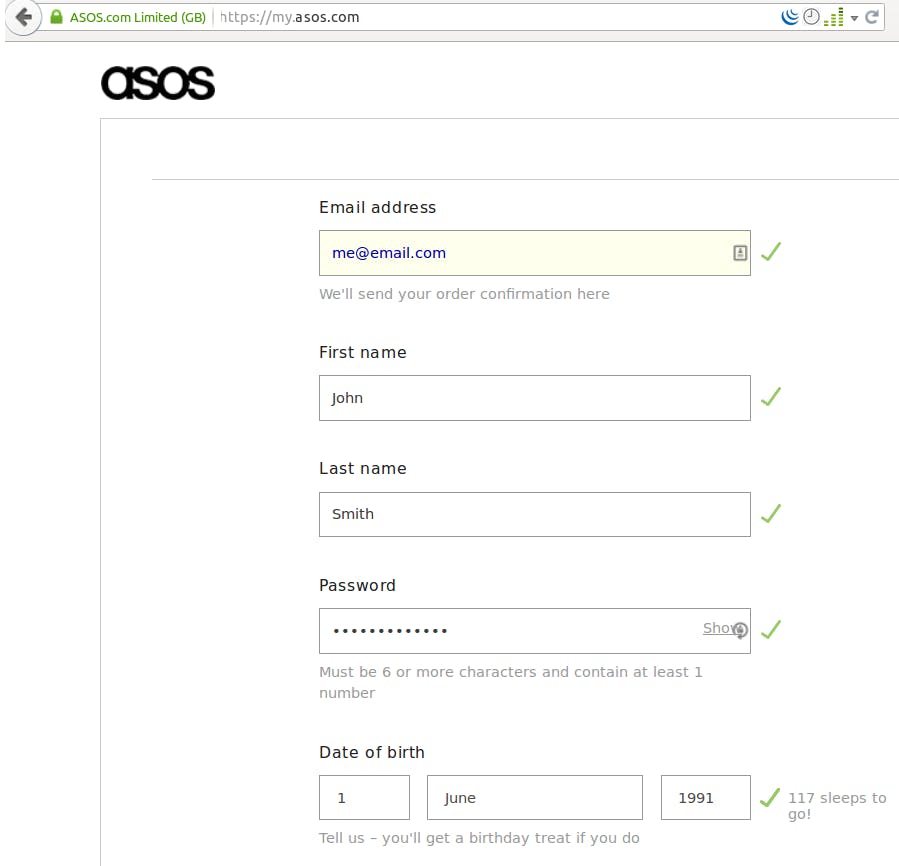 ASOS.com Limited (GB) https://my.asos.com
asos
Email address
me@email.com
We'll send your order confirmation here
First name
John
Last name
Smith
Password
•••••••••••••
Show
Must be 6 or more characters and contain at least 1
number
Date of birth
1 June 1991 117 sleeps to
go!
Tell us – you'll get a birthday treat if you do